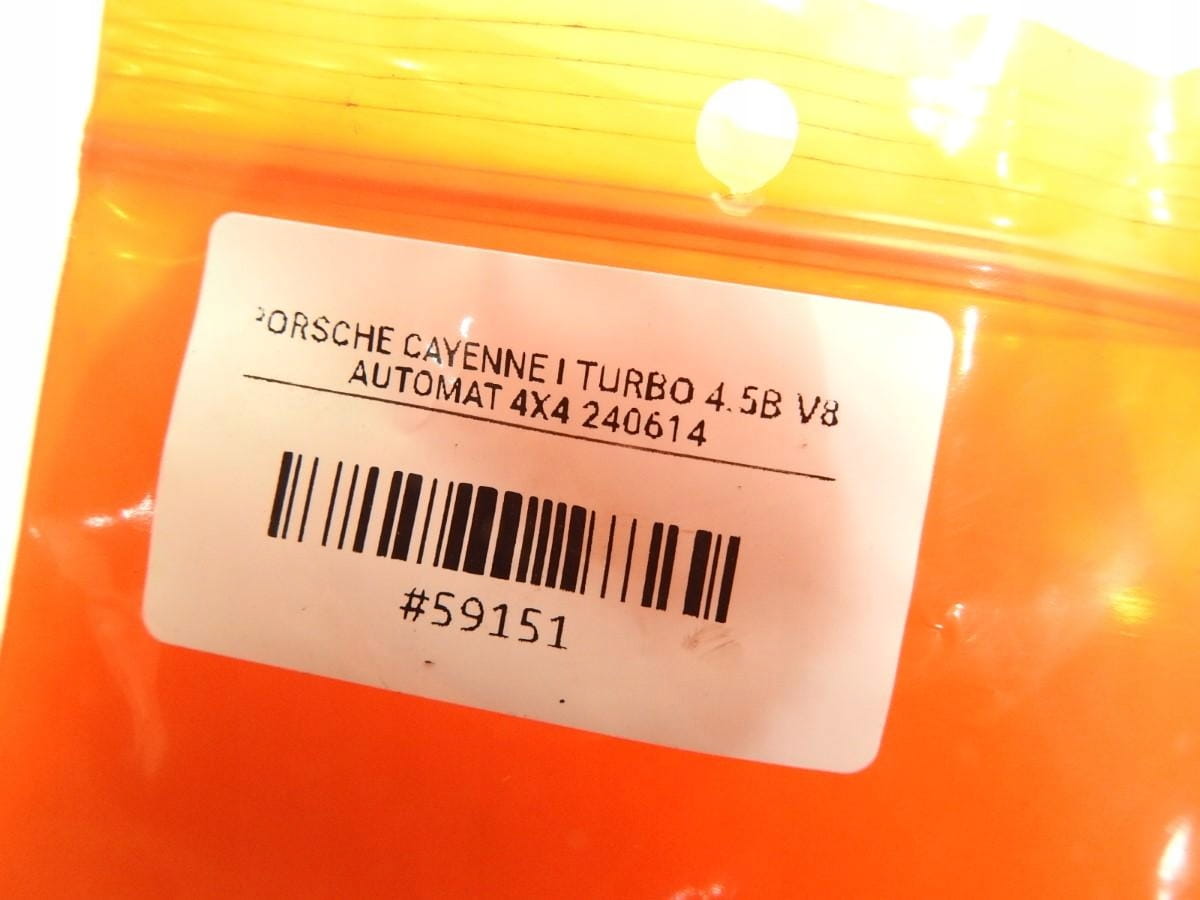 PORSCHE CAYENNE I TURBO 4.5B V8
AUTOMAT 4X4 240614
#59151